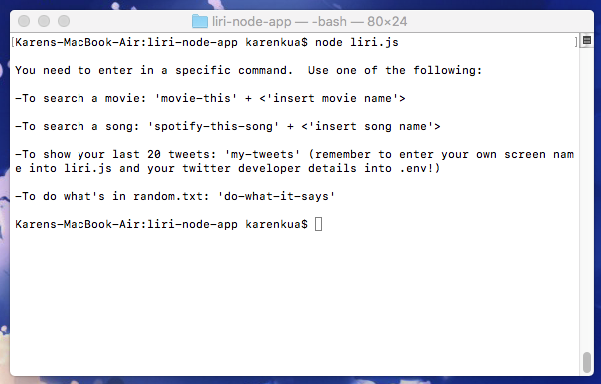 liri-node-app — -bash — 80×24
[Karens-MacBook-Air:liri-node-app karenkua$ node liri.js ]
You need to enter in a specific command.  Use one of the following:
-To search a movie: 'movie-this' + <'insert movie name'>
-To search a song: 'spotify-this-song' + <'insert song name'>
-To show your last 20 tweets: 'my-tweets' (remember to enter your own screen nam
e into liri.js and your twitter developer details into .env!)
-To do what's in random.txt: 'do-what-it-says'
Karens-MacBook-Air:liri-node-app karenkua$